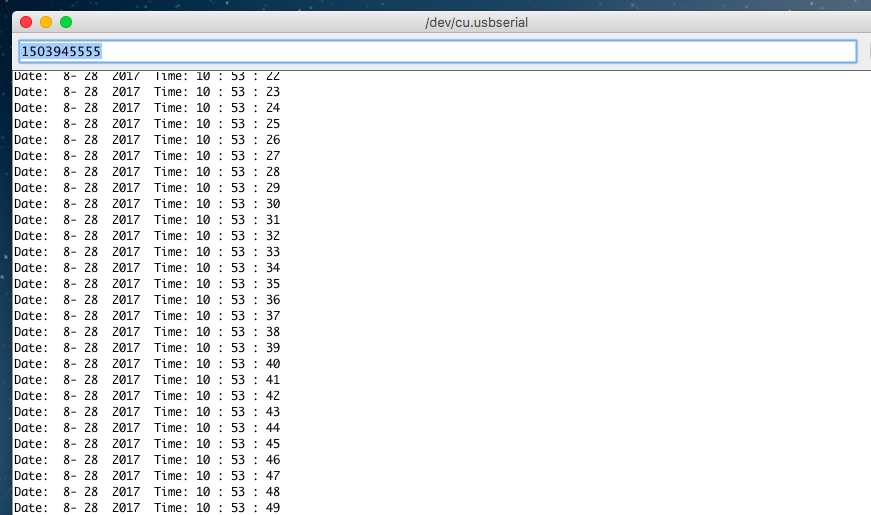 /dev/cu.usbserial
1503945555
Date:  8- 28  2017  Time: 10 : 53 : 22
Date:  8- 28  2017  Time: 10 : 53 : 23
Date:  8- 28  2017  Time: 10 : 53 : 24
Date:  8- 28  2017  Time: 10 : 53 : 25
Date:  8- 28  2017  Time: 10 : 53 : 26
Date:  8- 28  2017  Time: 10 : 53 : 27
Date:  8- 28  2017  Time: 10 : 53 : 28
Date:  8- 28  2017  Time: 10 : 53 : 29
Date:  8- 28  2017  Time: 10 : 53 : 30
Date:  8- 28  2017  Time: 10 : 53 : 31
Date:  8- 28  2017  Time: 10 : 53 : 32
Date:  8- 28  2017  Time: 10 : 53 : 33
Date:  8- 28  2017  Time: 10 : 53 : 34
Date:  8- 28  2017  Time: 10 : 53 : 35
Date:  8- 28  2017  Time: 10 : 53 : 36
Date:  8- 28  2017  Time: 10 : 53 : 37
Date:  8- 28  2017  Time: 10 : 53 : 38
Date:  8- 28  2017  Time: 10 : 53 : 39
Date:  8- 28  2017  Time: 10 : 53 : 40
Date:  8- 28  2017  Time: 10 : 53 : 41
Date:  8- 28  2017  Time: 10 : 53 : 42
Date:  8- 28  2017  Time: 10 : 53 : 43
Date:  8- 28  2017  Time: 10 : 53 : 44
Date:  8- 28  2017  Time: 10 : 53 : 45
Date:  8- 28  2017  Time: 10 : 53 : 46
Date:  8- 28  2017  Time: 10 : 53 : 47
Date:  8- 28  2017  Time: 10 : 53 : 48
Date:  8- 28  2017  Time: 10 : 53 : 49